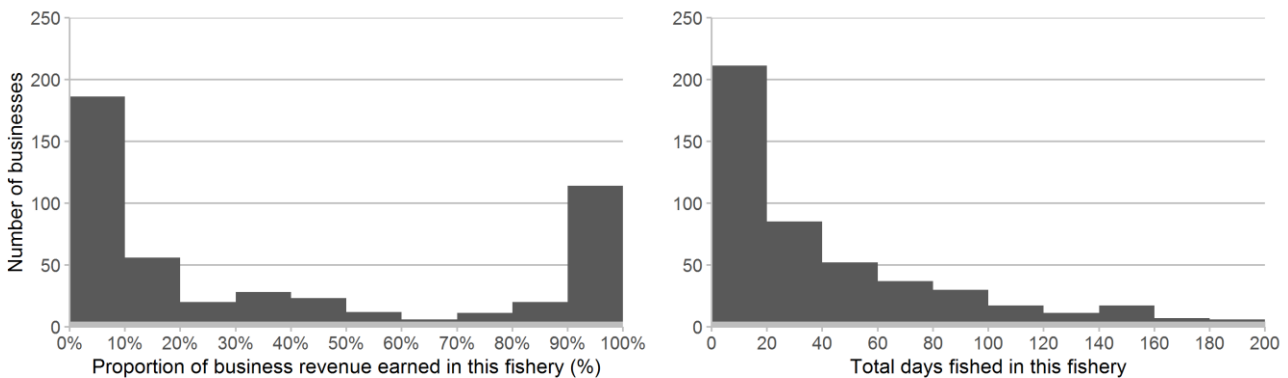 250
200
150
100
50
0
Number of businesses
0% 10% 20% 30% 40% 50% 60% 70% 80% 90% 100%
Proportion of business revenue earned in this fishery (%)
250
200
150
100
50
0
0 20 40 60 80 100 120 140 160 180 200
Total days fished in this fishery